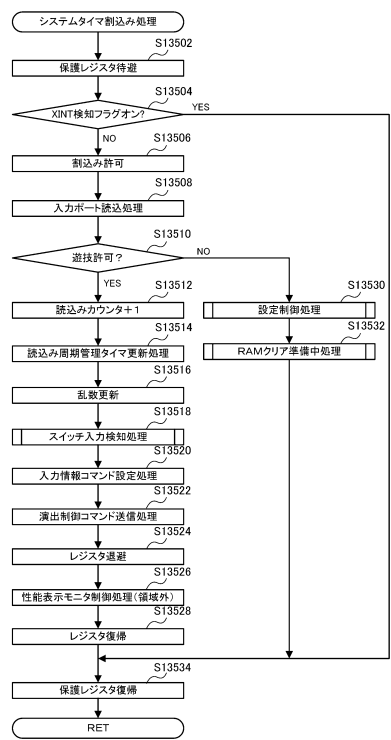 システムタイマ割込み処理
S13502
保護レジスタ待避
S13504
XINT検知フラグオン?
YES
NO
S13506
割込み許可
S13508
入力ポート読込処理
S13510
遊技許可?
NO
YES
S13512
読込みカウンタ+1
S13530
設定制御処理
S13514
読込み周期管理タイマ更新処理
S13532
RAMクリア準備中処理
S13516
乱数更新
S13518
スイッチ入力検知処理
S13520
入力情報コマンド設定処理
S13522
演出制御コマンド送信処理
S13524
レジスタ退避
S13526
性能表示モニタ制御処理(領域外)
S13528
レジスタ復帰
S13534
保護レジスタ復帰
RET